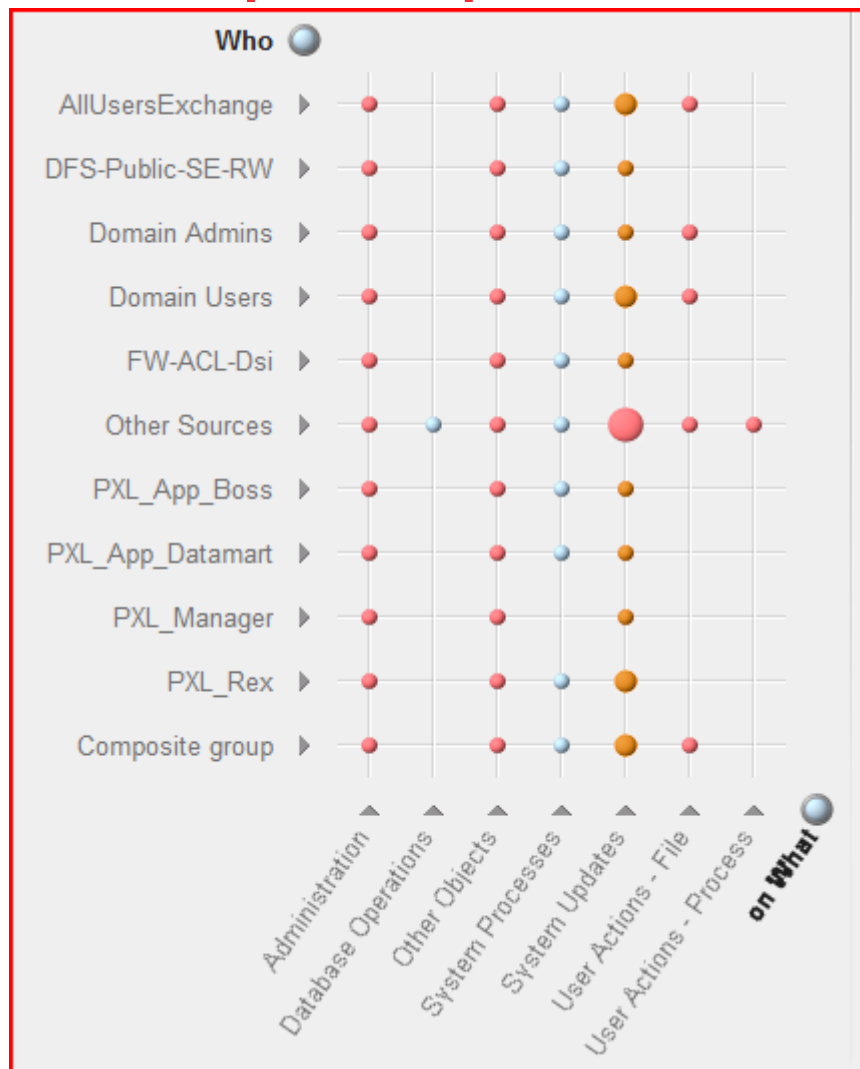 Who
AllUsersExchange
DFS-Public-SE-RW
Domain Admins
Domain Users
FW-ACL-Dsi
Other Sources
PXL_App_Boss
PXL_App_Datamart
PXL_Manager
PXL_Rex
Composite group
Administration
Database Operations
Other Objects
System Processes
System Updates
User Actions - File
User Actions - Process
on What